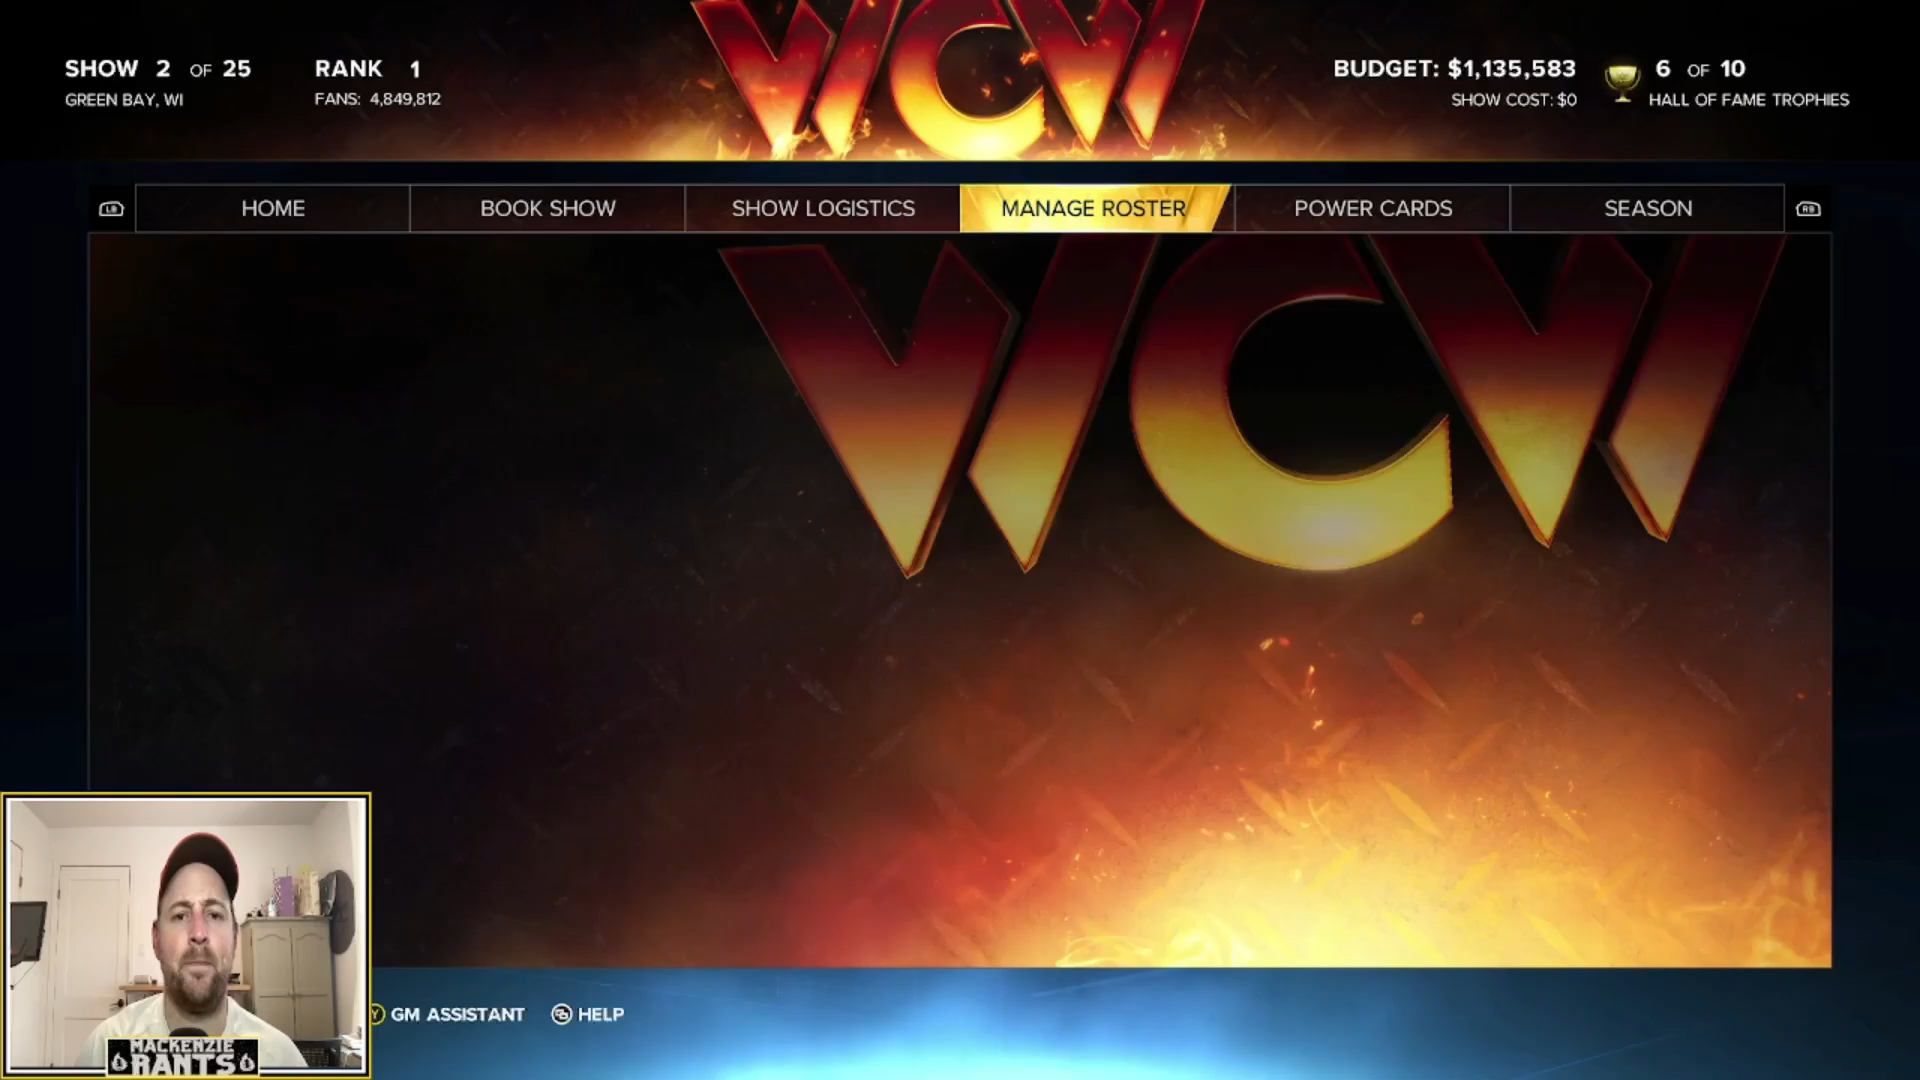 WCW
SHOW 2 OF 25
GREEN BAY, WI
RANK 1
FANS: 4,849,812
BUDGET: $1,135,583
SHOW COST: $0
6 OF 10
HALL OF FAME TROPHIES
LB
HOME
BOOK SHOW
SHOW LOGISTICS
MANAGE ROSTER
POWER CARDS
SEASON
RB
WCW
Y GM ASSISTANT
HELP
MACKENZIE
RANTS